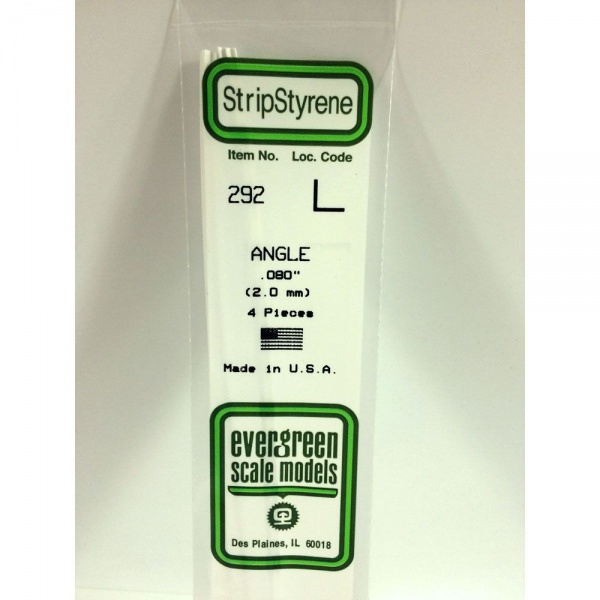 StripStyrene
Item No. Loc. Code
292 L
ANGLE
.080"
(2.0 mm)
4 Pieces
Made in U.S.A.
evergreen
scale models
Des Plaines, IL 60018